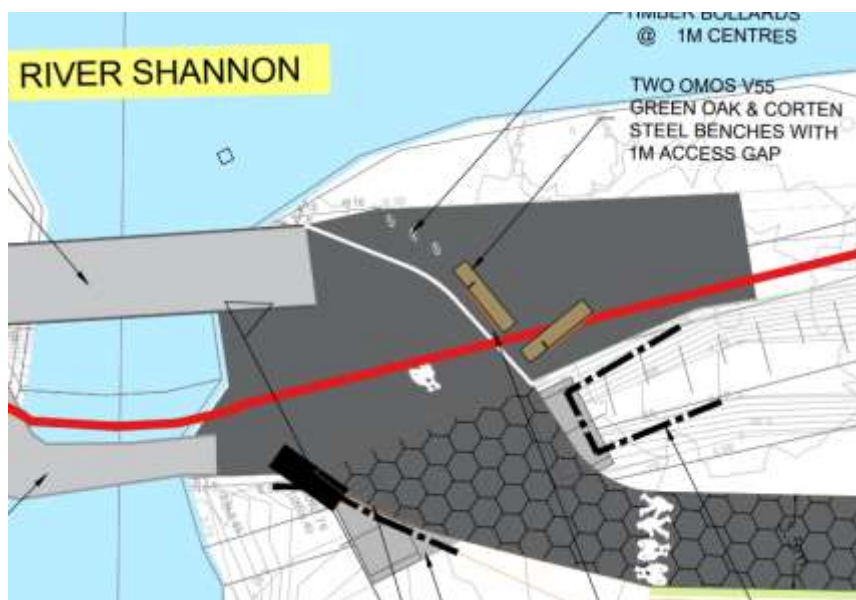 RIVER SHANNON
TIMBER BOLLARDS
@ 1M CENTRES
TWO OMOS V55
GREEN OAK & CORTEN
STEEL BENCHES WITH
1M ACCESS GAP